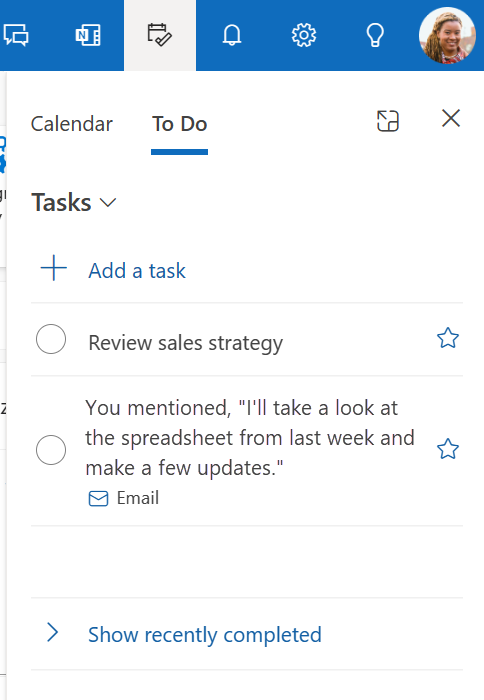 Calendar
To Do
Tasks
Add a task
Review sales strategy
You mentioned, "I'll take a look at
the spreadsheet from last week and
make a few updates."
Email
Show recently completed